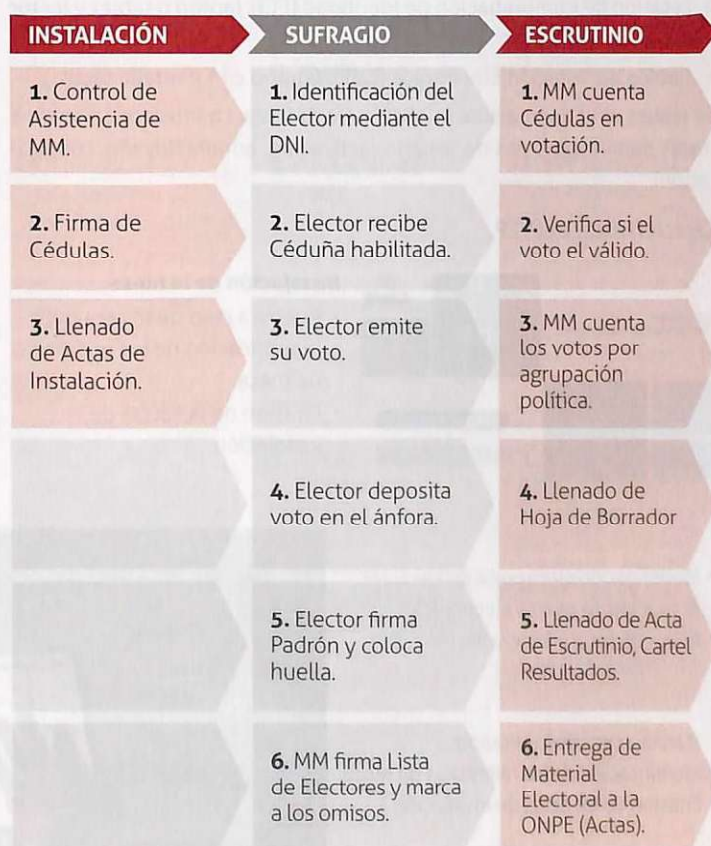 INSTALACIÓN
SUFRAGIO
ESCRUTINIO
1. Control de
Asistencia de
MM.
1. Identificación del
Elector mediante el
DNI.
1. MM cuenta
Cédulas en
votación.
2. Firma de
Cédulas.
2. Elector recibe
Céduña habilitada.
2. Verifica si el
voto el válido.
3. Llenado
de Actas de
Instalación.
3. Elector emite
su voto.
3. MM cuenta
los votos por
agrupación
política.
4. Elector deposita
voto en el ánfora.
4. Llenado de
Hoja de Borrador
5. Elector firma
Padrón y coloca
huella.
5. Llenado de Acta
de Escrutinio, Cartel
Resultados.
6. MM firma Lista
de Electores y marca
a los omisos.
6. Entrega de
Material
Electoral a la
ONPE (Actas).